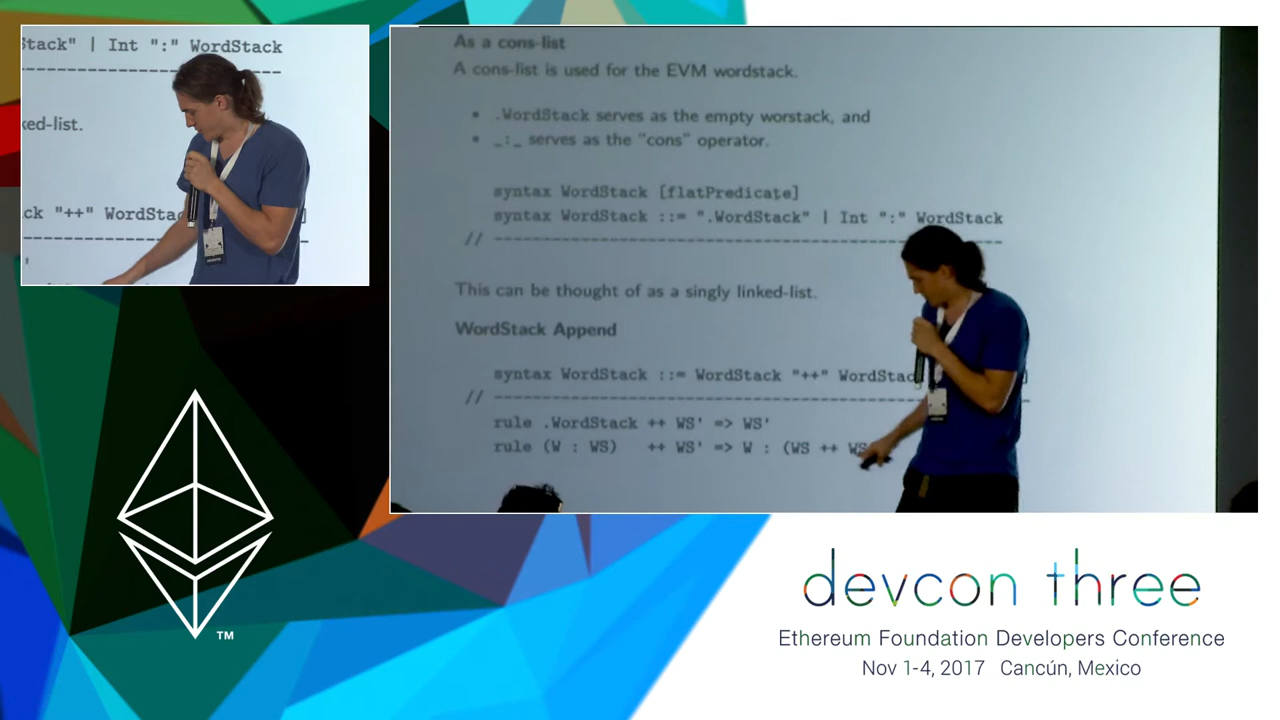 Stack" | Int ":" WordStack
ked-list.
ck "++" WordStac
As a cons-list
A cons-list is used for the EVM wordstack.
• .WordStack serves as the empty worstack, and
• _:_ serves as the “cons” operator.
syntax WordStack [flatPredicate]
syntax WordStack ::= ".WordStack" | Int ":" WordStack
// --------------------------------------------------------
This can be thought of as a singly linked-list.
WordStack Append
syntax WordStack ::= WordStack "++" WordStac
// --------------------------------------------------------
rule .WordStack ++ WS' => WS'
rule (W : WS) ++ WS' => W : (WS ++ WS
TM
devcon three
Ethereum Foundation Developers Conference
Nov 1-4, 2017 Cancún, Mexico